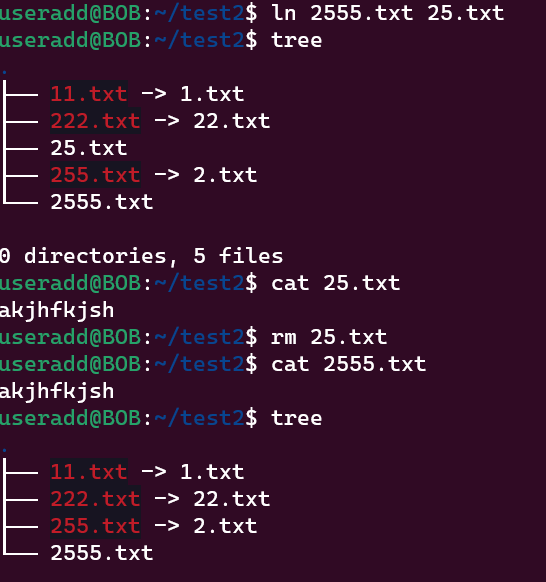 useradd@BOB:~/test2$ ln 2555.txt 25.txt
useradd@BOB:~/test2$ tree
.
├── 11.txt -> 1.txt
├── 222.txt -> 22.txt
├── 25.txt
├── 255.txt -> 2.txt
└── 2555.txt
0 directories, 5 files
useradd@BOB:~/test2$ cat 25.txt
akjhfkjsh
useradd@BOB:~/test2$ rm 25.txt
useradd@BOB:~/test2$ cat 2555.txt
akjhfkjsh
useradd@BOB:~/test2$ tree
.
├── 11.txt -> 1.txt
├── 222.txt -> 22.txt
├── 255.txt -> 2.txt
└── 2555.txt